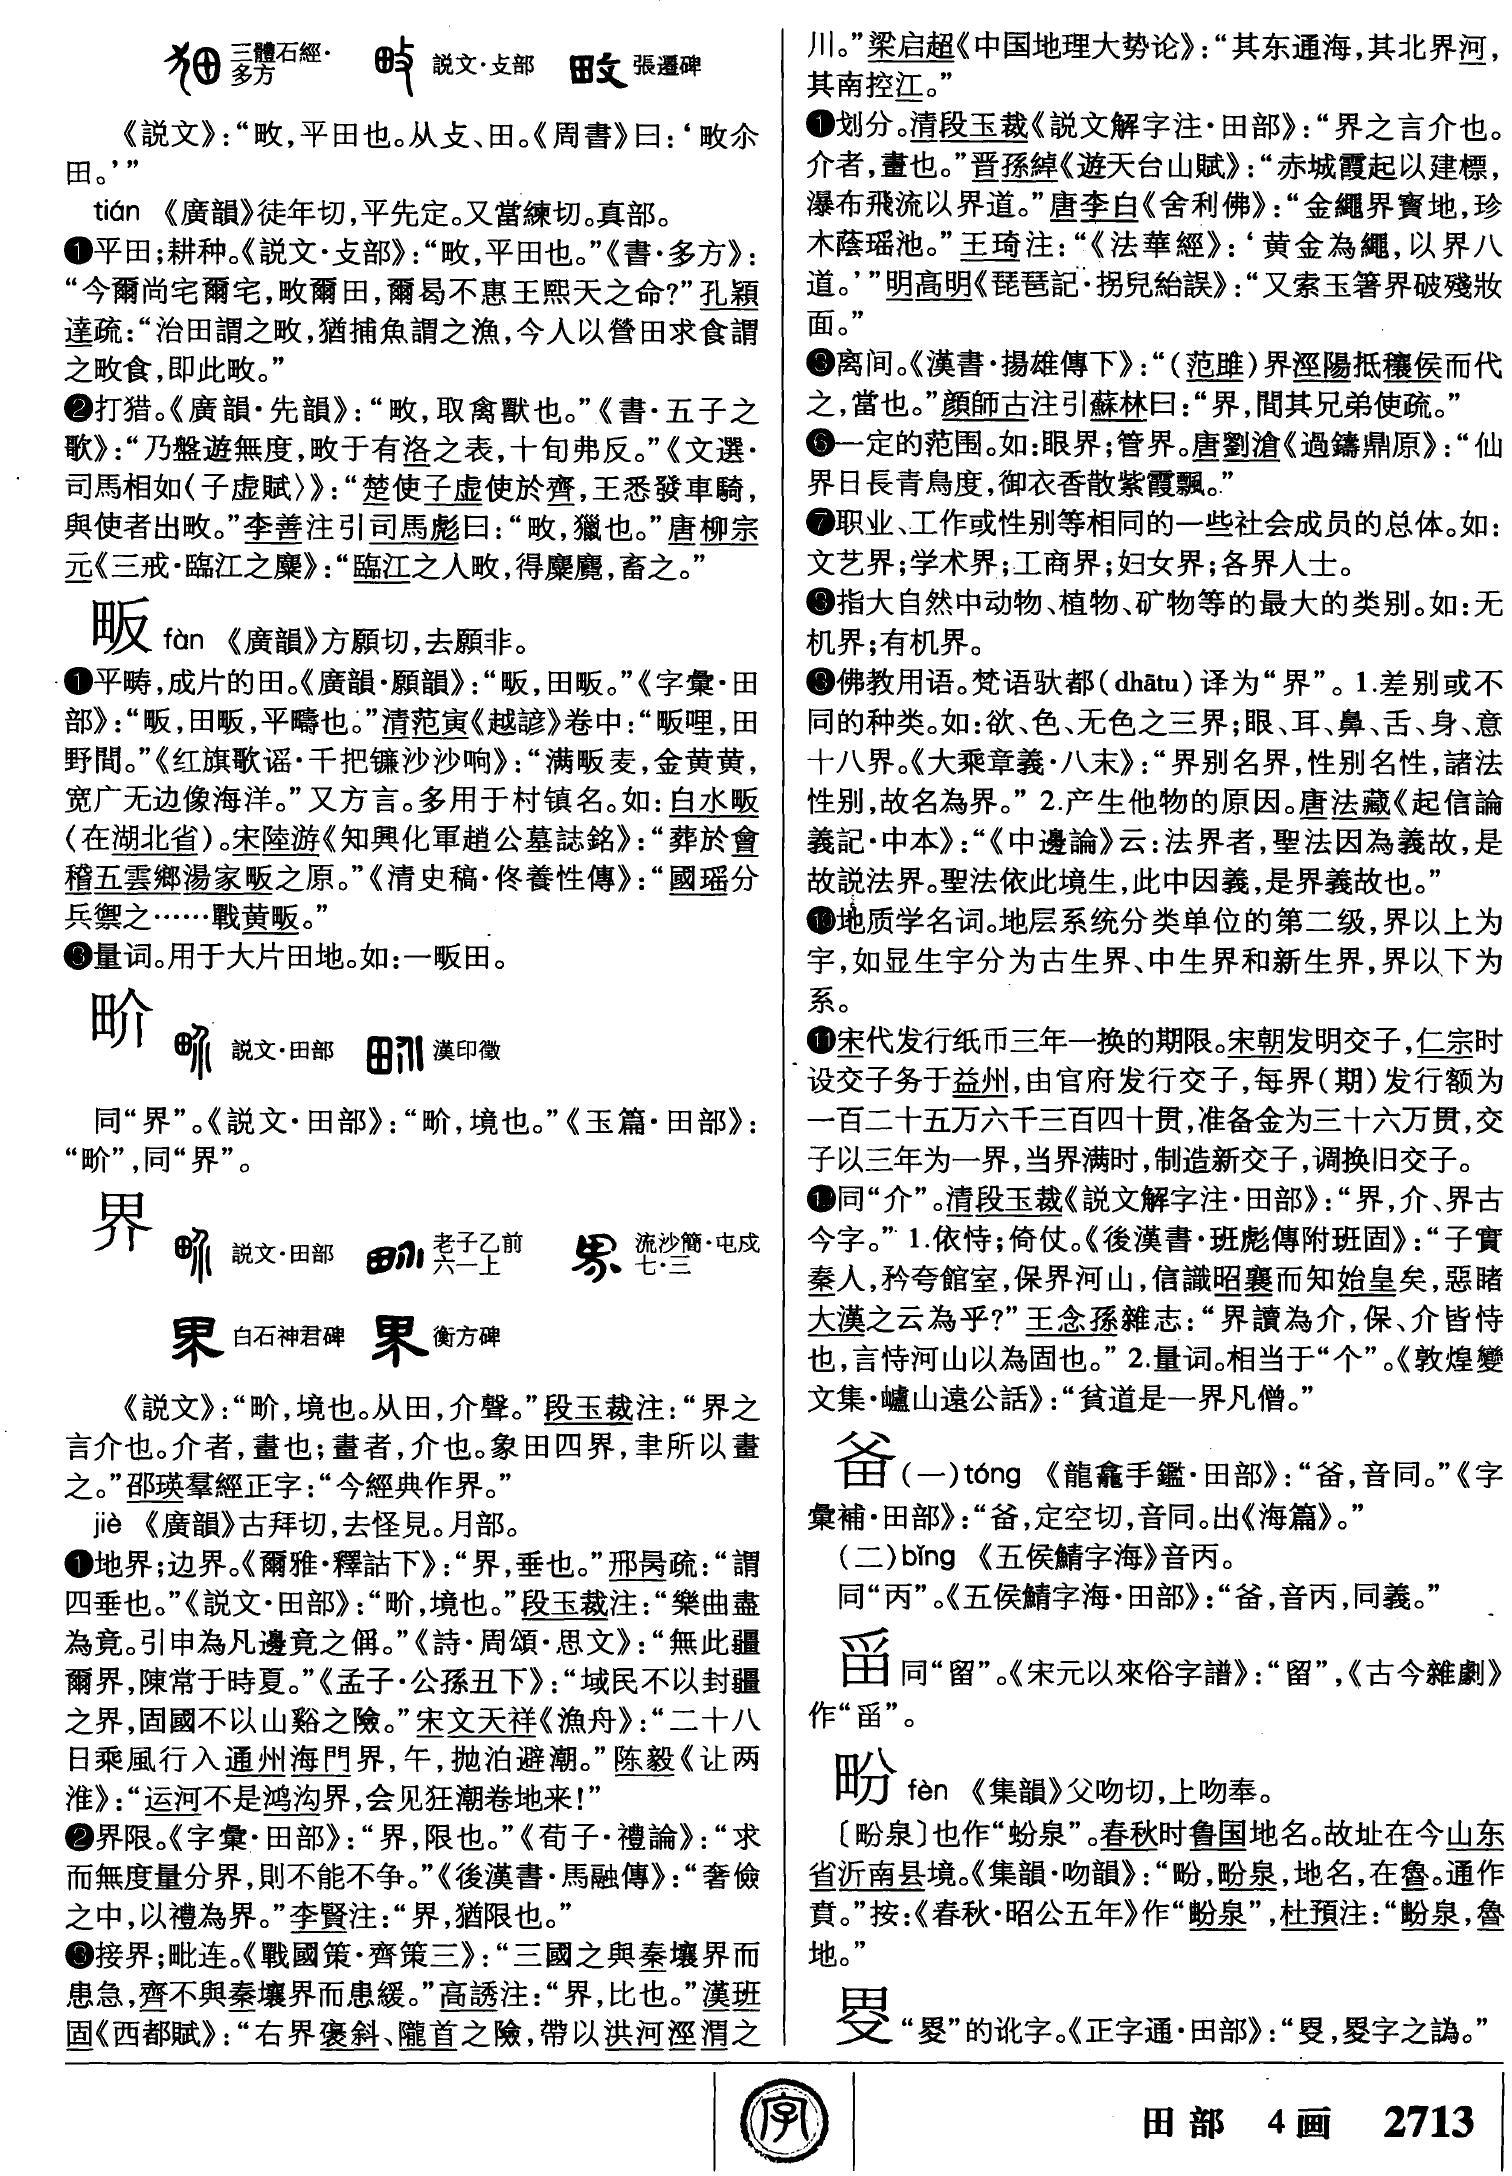 三體石經·多方 説文·攴部 張遷碑
《説文》：“畋，平田也。从攴、田。《周書》曰：‘畋尒
田。’”
tián 《廣韻》徒年切，平先定。又當練切。真部。
❶平田；耕种。《説文·攴部》：“畋，平田也。”《書·多方》：
“今爾尚宅爾宅，畋爾田，爾曷不惠王熙天之命？”孔穎
達疏：“治田謂之畋，猶捕魚謂之漁，今人以營田求食謂
之畋食，即此畋。”
❷打猎。《廣韻·先韻》：“畋，取禽獸也。”《書·五子之
歌》：“乃盤遊無度，畋于有洛之表，十旬弗反。”《文選·
司馬相如〈子虚賦〉》：“楚使子虚使於齊，王悉發車騎，
與使者出畋。”李善注引司馬彪曰：“畋，獵也。”唐柳宗
元《三戒·臨江之麋》：“臨江之人畋，得麋麑，畜之。”
畈 fàn 《廣韻》方願切，去願非。
❶平畴，成片的田。《廣韻·願韻》：“畈，田畈。”《字彙·田
部》：“畈，田畈，平疇也。”清范寅《越諺》卷中：“畈哩，田
野間。”《红旗歌谣·千把镰沙沙响》：“满畈麦，金黄黄，
宽广无边像海洋。”又方言。多用于村镇名。如：白水畈
（在湖北省）。宋陸游《知興化軍趙公墓誌銘》：“葬於會
稽五雲鄉湯家畈之原。”《清史稿·佟養性傳》：“國瑶分
兵禦之……戰黄畈。”
❸量词。用于大片田地。如：一畈田。
畍 説文·田部 漢印徵
同“界”。《説文·田部》：“畍，境也。”《玉篇·田部》：
“畍”，同“界”。
界 説文·田部 老子乙前六一上 流沙簡·屯戍七·三
白石神君碑 衡方碑
《説文》：“畍，境也。从田，介聲。”段玉裁注：“界之
言介也。介者，畫也；畫者，介也。象田四界，聿所以畫
之。”邵瑛羣經正字：“今經典作界。”
jiè 《廣韻》古拜切，去怪見。月部。
❶地界；边界。《爾雅·釋詁下》：“界，垂也。”邢昺疏：“謂
四垂也。”《説文·田部》：“畍，境也。”段玉裁注：“樂曲盡
為竟。引申為凡邊竟之偁。”《詩·周頌·思文》：“無此疆
爾界，陳常于時夏。”《孟子·公孫丑下》：“域民不以封疆
之界，固國不以山谿之險。”宋文天祥《漁舟》：“二十八
日乘風行入通州海門界，午，抛泊避潮。”陈毅《让两
淮》：“运河不是鸿沟界，会见狂潮卷地来！”
❷界限。《字彙·田部》：“界，限也。”《荀子·禮論》：“求
而無度量分界，則不能不争。”《後漢書·馬融傳》：“奢儉
之中，以禮為界。”李賢注：“界，猶限也。”
❸接界；毗连。《戰國策·齊策三》：“三國之與秦壤界而
患急，齊不與秦壤界而患緩。”高誘注：“界，比也。”漢班
固《西都賦》：“右界褒斜、隴首之險，帶以洪河涇渭之
川。”梁启超《中国地理大势论》：“其东通海，其北界河，
其南控江。”
划分。清段玉裁《説文解字注·田部》：“界之言介也。
介者，畫也。”晋孫綽《遊天台山賦》：“赤城霞起以建標，
瀑布飛流以界道。”唐李白《舍利佛》：“金繩界寳地，珍
木蔭瑶池。”王琦注：“《法華經》：‘黄金為繩，以界八
道。’”明高明《琵琶記·拐兒紿誤》：“又索玉箸界破殘妝
面。”
离间。《漢書·揚雄傳下》：“（范雎）界涇陽抵穰侯而代
之，當也。”顔師古注引蘇林曰：“界，間其兄弟使疏。”
❻一定的范围。如：眼界；管界。唐劉滄《過鑄鼎原》：“仙
界日長青鳥度，御衣香散紫霞飄。”
❼职业、工作或性别等相同的一些社会成员的总体。如：
文艺界；学术界；工商界；妇女界；各界人士。
指大自然中动物、植物、矿物等的最大的类别。如：无
机界；有机界。
佛教用语。梵语驮都（dhātu）译为“界”。1.差别或不
同的种类。如：欲、色、无色之三界；眼、耳、鼻、舌、身、意
十八界。《大乘章義·八末》：“界别名界，性别名性，諸法
性别，故名為界。”2.产生他物的原因。唐法藏《起信論
義記·中本》：“《中邊論》云：法界者，聖法因為義故，是
故説法界。聖法依此境生，此中因義，是界義故也。”
❿地质学名词。地层系统分类单位的第二级，界以上为
宇，如显生宇分为古生界、中生界和新生界，界以下为
系。
⓫宋代发行纸币三年一换的期限。宋朝发明交子，仁宗时
设交子务于益州，由官府发行交子，每界（期）发行额为
一百二十五万六千三百四十贯，准备金为三十六万贯，交
子以三年为一界，当界满时，制造新交子，调换旧交子。
同“介”。清段玉裁《説文解字注·田部》：“界，介、界古
今字。”1.依恃；倚仗。《後漢書·班彪傳附班固》：“子實
秦人，矜夸館室，保界河山，信識昭襄而知始皇矣，惡睹
大漢之云為乎？”王念孫雜志：“界讀為介，保、介皆恃
也，言恃河山以為固也。”2.量词。相当于“个”。《敦煌變
文集·巘山遠公話》：“貧道是一界凡僧。”
㽵（一）tóng 《龍龕手鑑·田部》：“㽵，音同。”《字
彙補·田部》：“㽵，定空切，音同。出《海篇》。”
（二）bǐng 《五侯鯖字海》音丙。
同“丙”。《五侯鯖字海·田部》：“㽵，音丙，同義。”
畄同“留”。《宋元以來俗字譜》：“留”，《古今雜劇》
作“畄”。
畚 fèn 《集韻》父吻切，上吻奉。
〔畚泉〕也作“蚡泉”。春秋时鲁国地名。故址在今山东
省沂南县境。《集韻·吻韻》：“畚，畚泉，地名，在魯。通作
賁。”按：《春秋·昭公五年》作“蚡泉”，杜預注：“蚡泉，魯
地。”
“畟”的讹字。《正字通·田部》：“，畟字之譌。”
字
田部 4画 2713